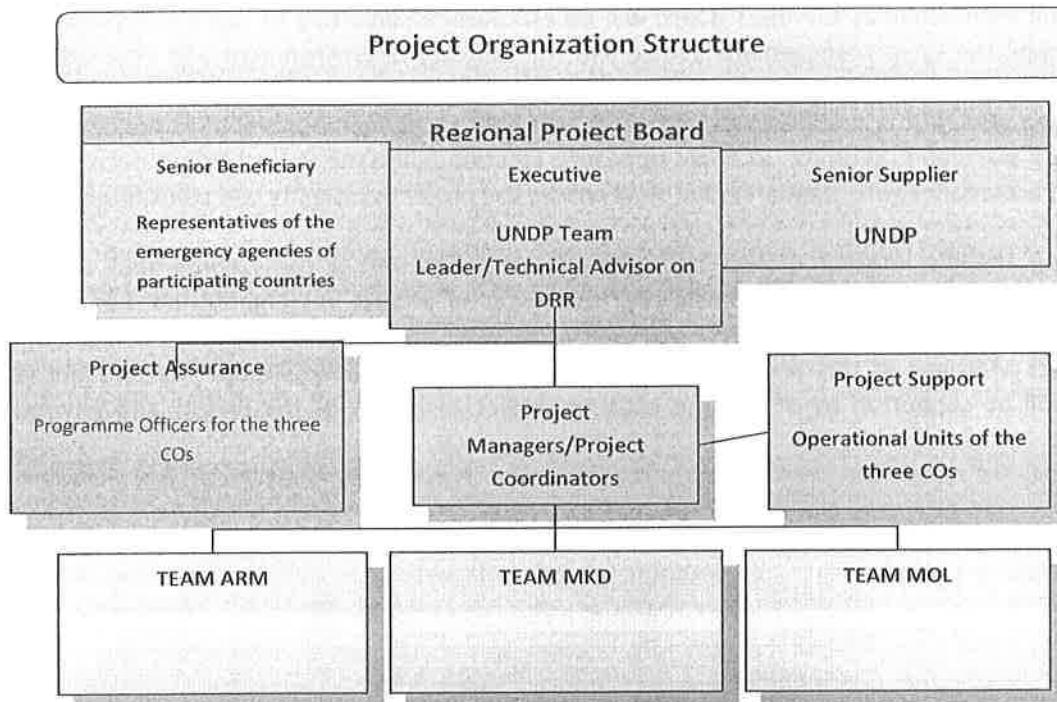 Project Organization Structure
Regional Project Board
Senior Beneficiary
Representatives of the
emergency agencies of
participating countries
Executive
UNDP Team
Leader/Technical Advisor on
DRR
Senior Supplier
UNDP
Project Assurance
Programme Officers for the three
COs
Project
Managers/Project
Coordinators
Project Support
Operational Units of the
three COs
TEAM ARM
TEAM MKD
TEAM MOL